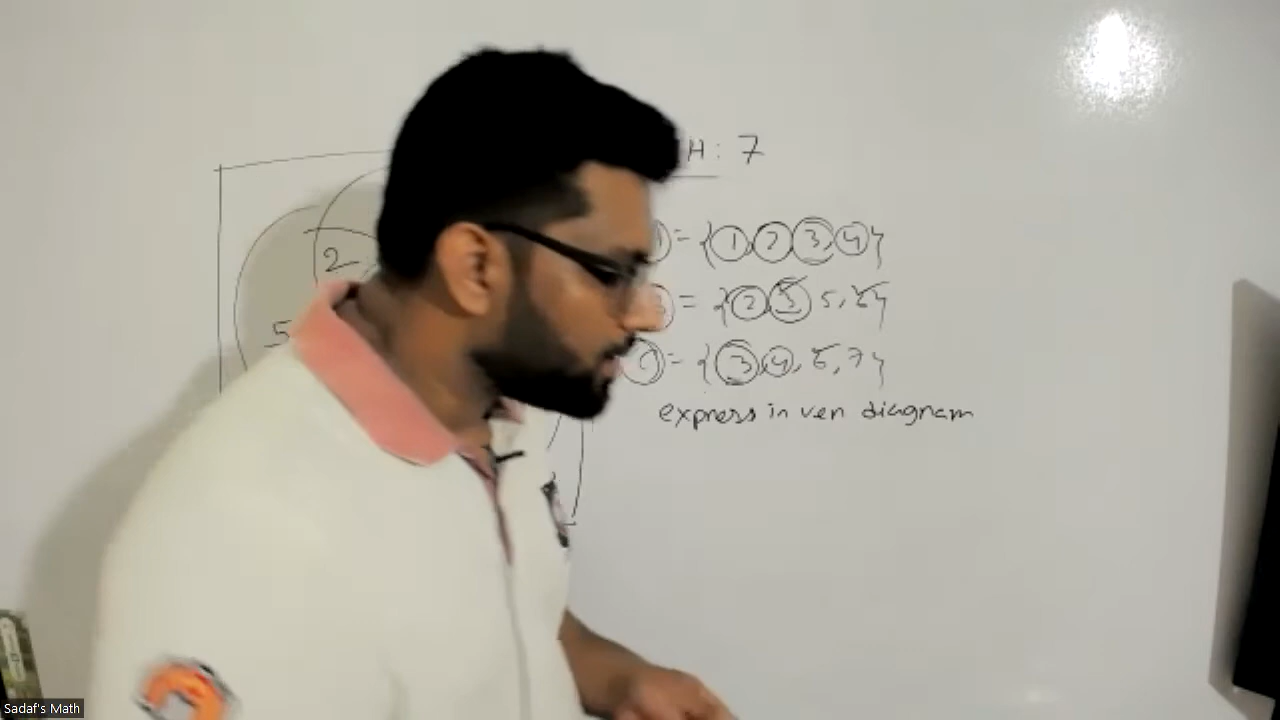 H: 7
= {1 2 3 4}
2
= {2 3 5, 6}
5
= {3 4, 6, 7}
express in ven diagram
Sadaf's Math